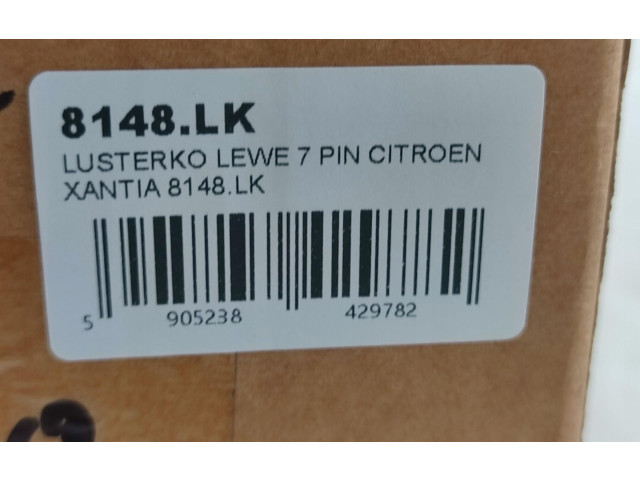 8148.LK
LUSTERKO LEWE 7 PIN CITROEN
XANTIA 8148.LK
5 905238 429782